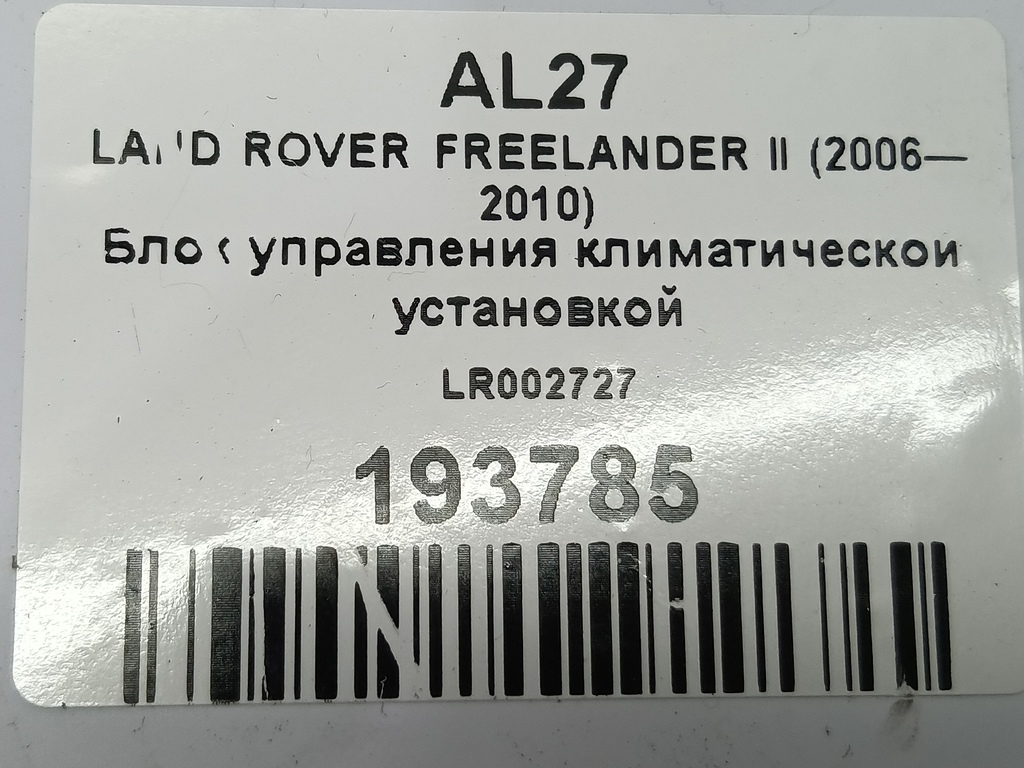 AL27
LAND ROVER FREELANDER II (2006—
2010)
Блок управления климатической
установкой
LR002727
193785